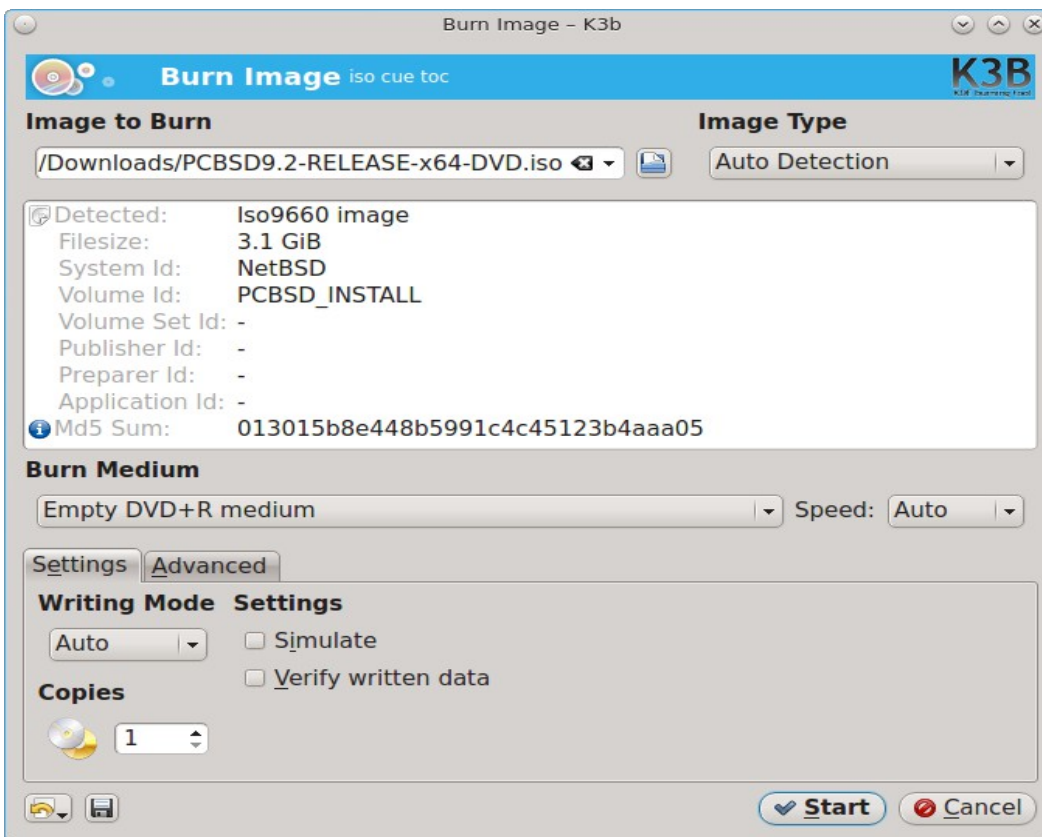 Burn Image – K3b
Burn Image iso cue toc
K3B
Image to Burn
Image Type
/Downloads/PCBSD9.2-RELEASE-x64-DVD.iso
Auto Detection
Detected: Iso9660 image
Filesize: 3.1 GiB
System Id: NetBSD
Volume Id: PCBSD_INSTALL
Volume Set Id: -
Publisher Id: -
Preparer Id: -
Application Id: -
Md5 Sum: 013015b8e448b5991c4c45123b4aaa05
Burn Medium
Empty DVD+R medium
Speed: Auto
Settings Advanced
Writing Mode Settings
Auto
Simulate
Verify written data
Copies
1
Start Cancel